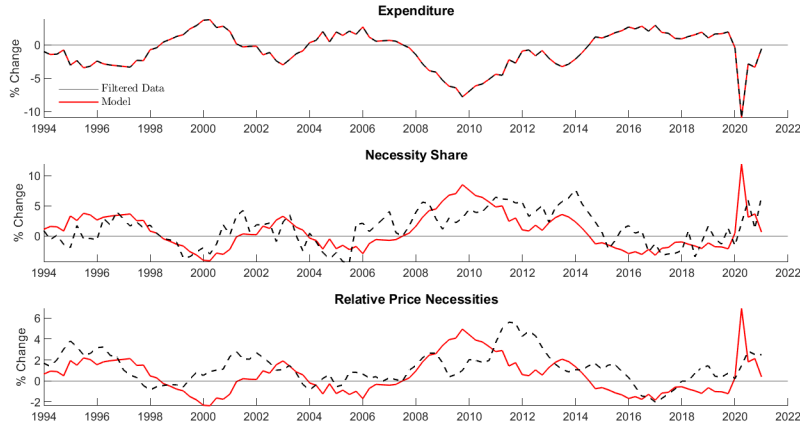 Expenditure
% Change
0
-5
-10
Filtered Data
Model
1994 1996 1998 2000 2002 2004 2006 2008 2010 2012 2014 2016 2018 2020 2022
Necessity Share
% Change
10
5
0
1994 1996 1998 2000 2002 2004 2006 2008 2010 2012 2014 2016 2018 2020 2022
Relative Price Necessities
% Change
6
4
2
0
1994 1996 1998 2000 2002 2004 2006 2008 2010 2012 2014 2016 2018 2020 2022